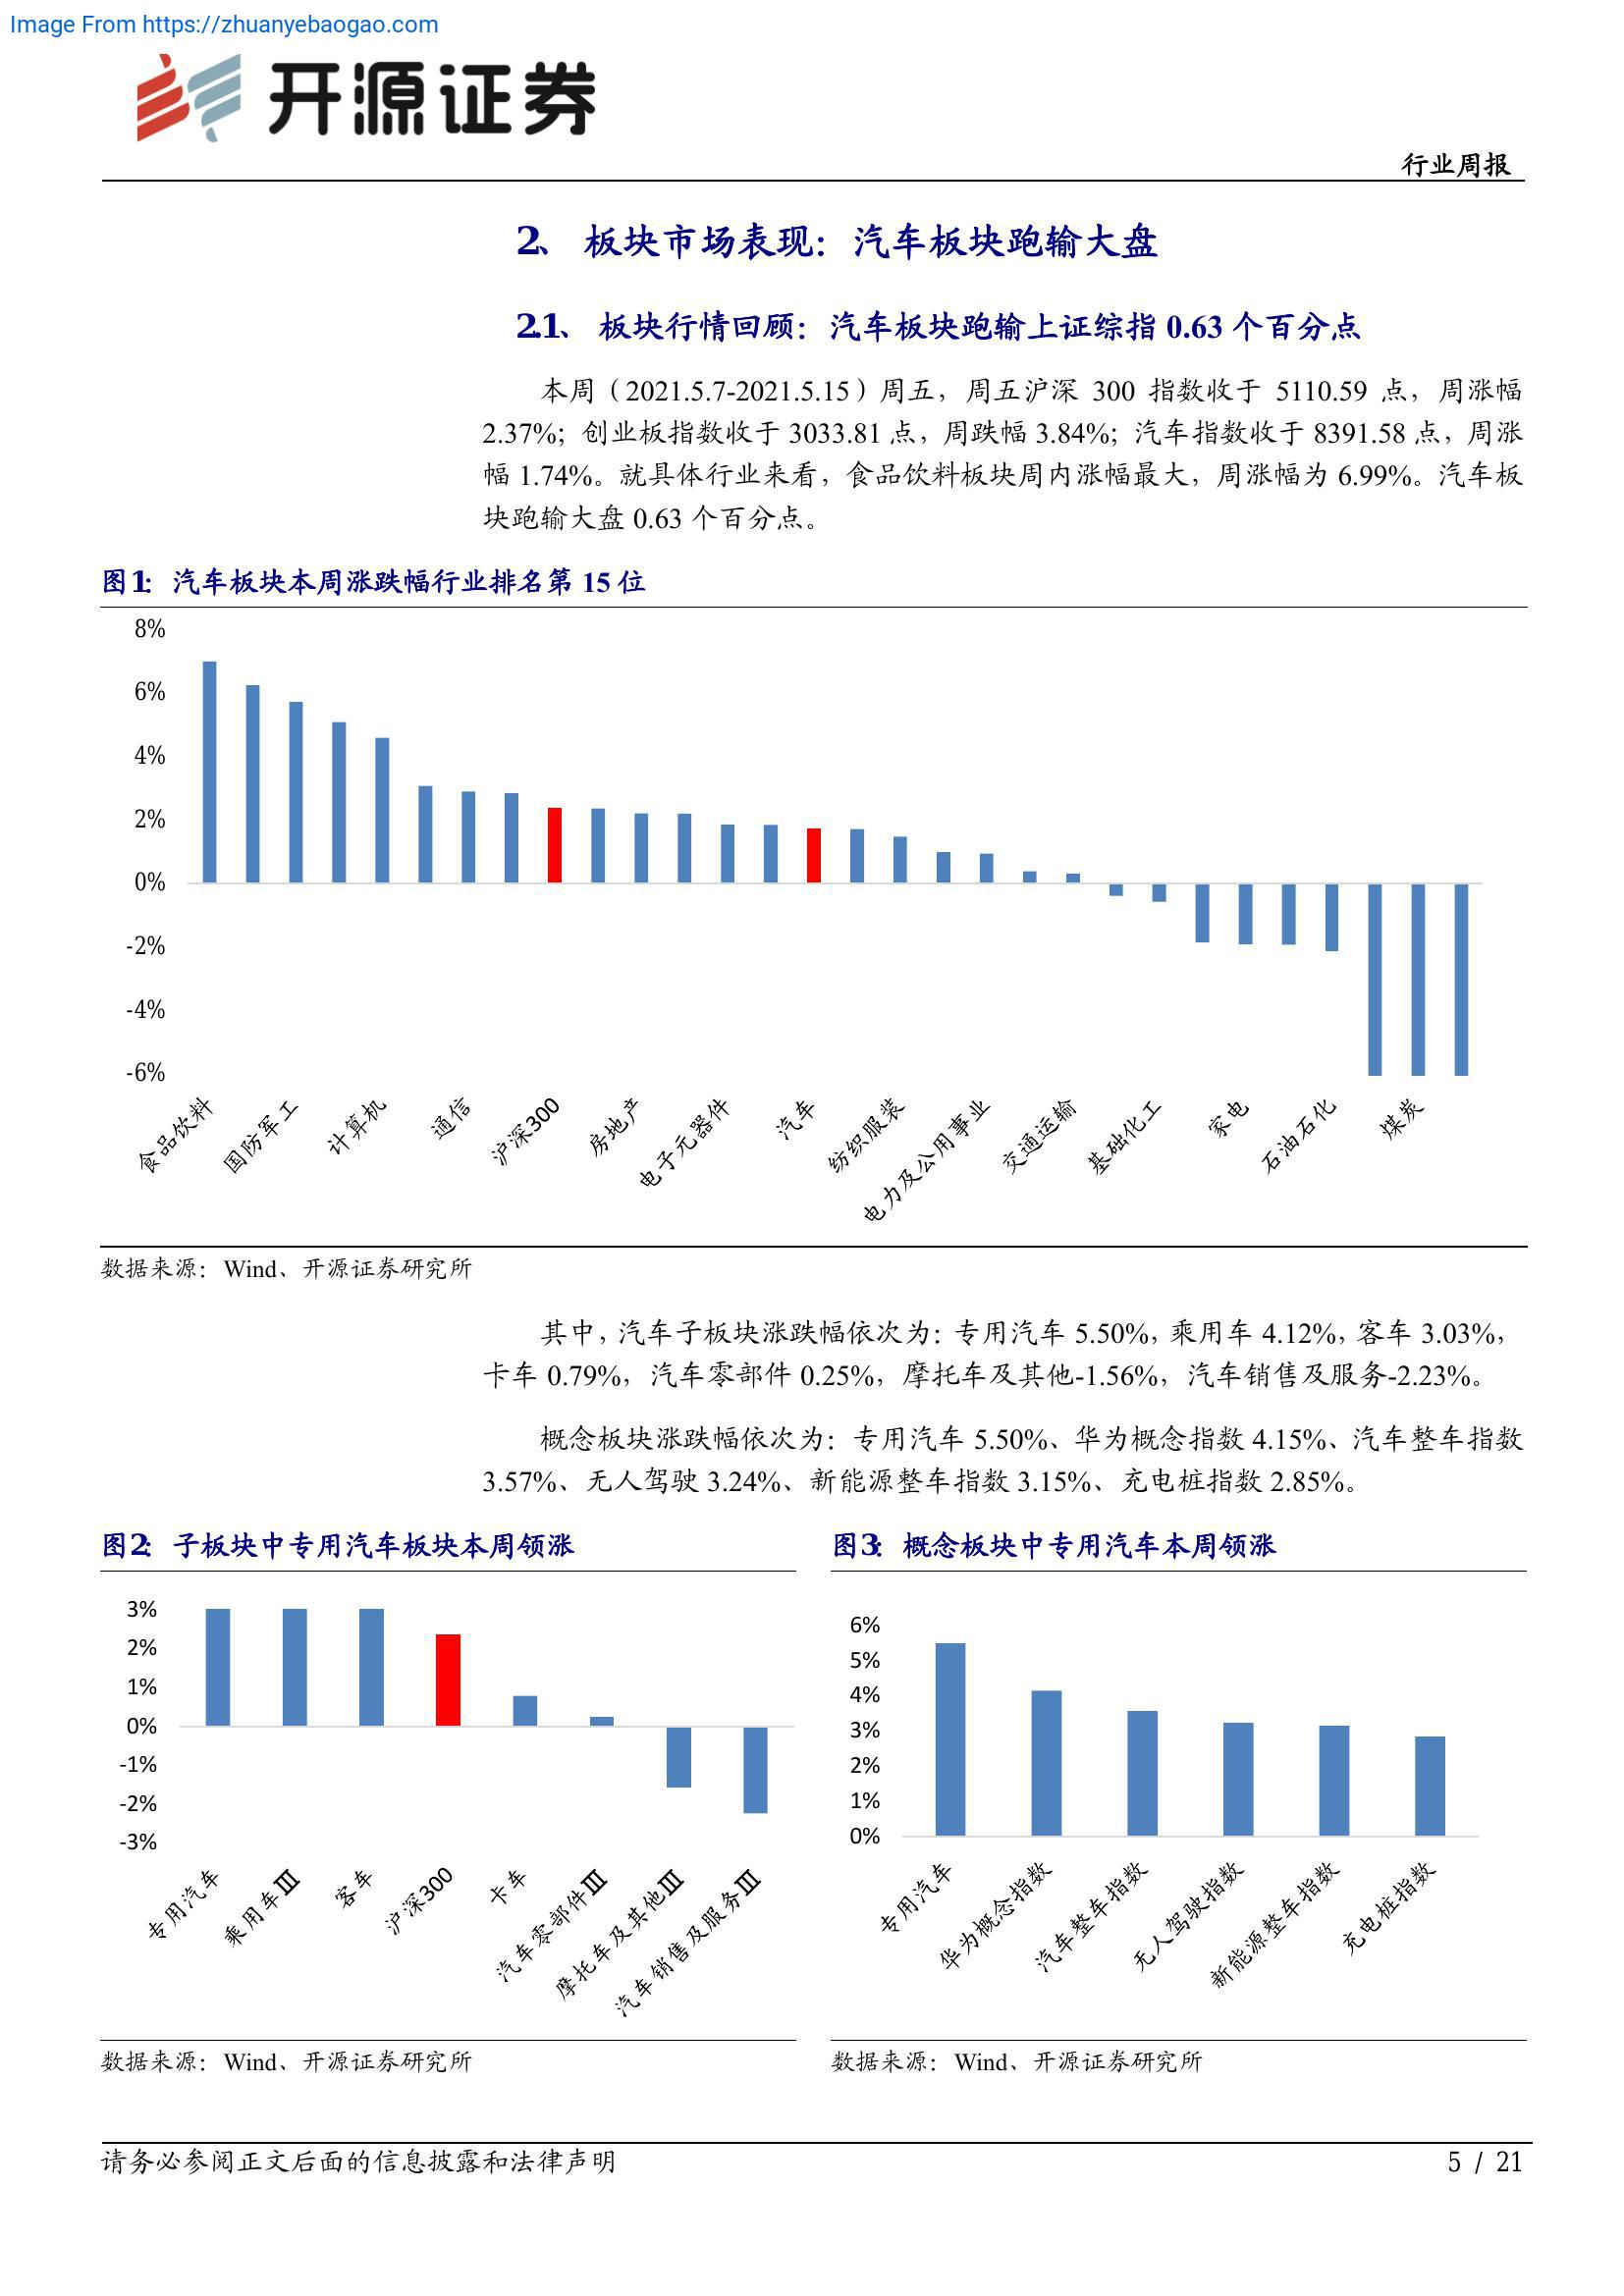 Image From https://zhuanyebaogao.com
开源证券
行业周报
2、 板块市场表现：汽车板块跑输大盘
2.1、 板块行情回顾：汽车板块跑输上证综指 0.63 个百分点
本周（2021.5.7-2021.5.15）周五，周五沪深 300 指数收于 5110.59 点，周涨幅
2.37%；创业板指数收于 3033.81 点，周跌幅 3.84%；汽车指数收于 8391.58 点，周涨
幅 1.74%。就具体行业来看，食品饮料板块周内涨幅最大，周涨幅为 6.99%。汽车板
块跑输大盘 0.63 个百分点。
图1： 汽车板块本周涨跌幅行业排名第 15 位
8%
6%
4%
2%
0%
-2%
-4%
-6%
食品饮料
国防军工
计算机
通信
沪深300
房地产
电子元器件
汽车
纺织服装
电力及公用事业
交通运输
基础化工
家电
石油石化
煤炭
数据来源：Wind、开源证券研究所
其中，汽车子板块涨跌幅依次为：专用汽车 5.50%，乘用车 4.12%，客车 3.03%，
卡车 0.79%，汽车零部件 0.25%，摩托车及其他-1.56%，汽车销售及服务-2.23%。
概念板块涨跌幅依次为：专用汽车 5.50%、华为概念指数 4.15%、汽车整车指数
3.57%、无人驾驶 3.24%、新能源整车指数 3.15%、充电桩指数 2.85%。
图2： 子板块中专用汽车板块本周领涨
3%
2%
1%
0%
-1%
-2%
-3%
专用汽车
乘用车Ⅲ
客车
沪深300
卡车
汽车零部件Ⅲ
摩托车及其他Ⅲ
汽车销售及服务Ⅲ
数据来源：Wind、开源证券研究所
图3： 概念板块中专用汽车本周领涨
6%
5%
4%
3%
2%
1%
0%
专用汽车
华为概念指数
汽车整车指数
无人驾驶指数
新能源整车指数
充电桩指数
数据来源：Wind、开源证券研究所
请务必参阅正文后面的信息披露和法律声明
5 / 21